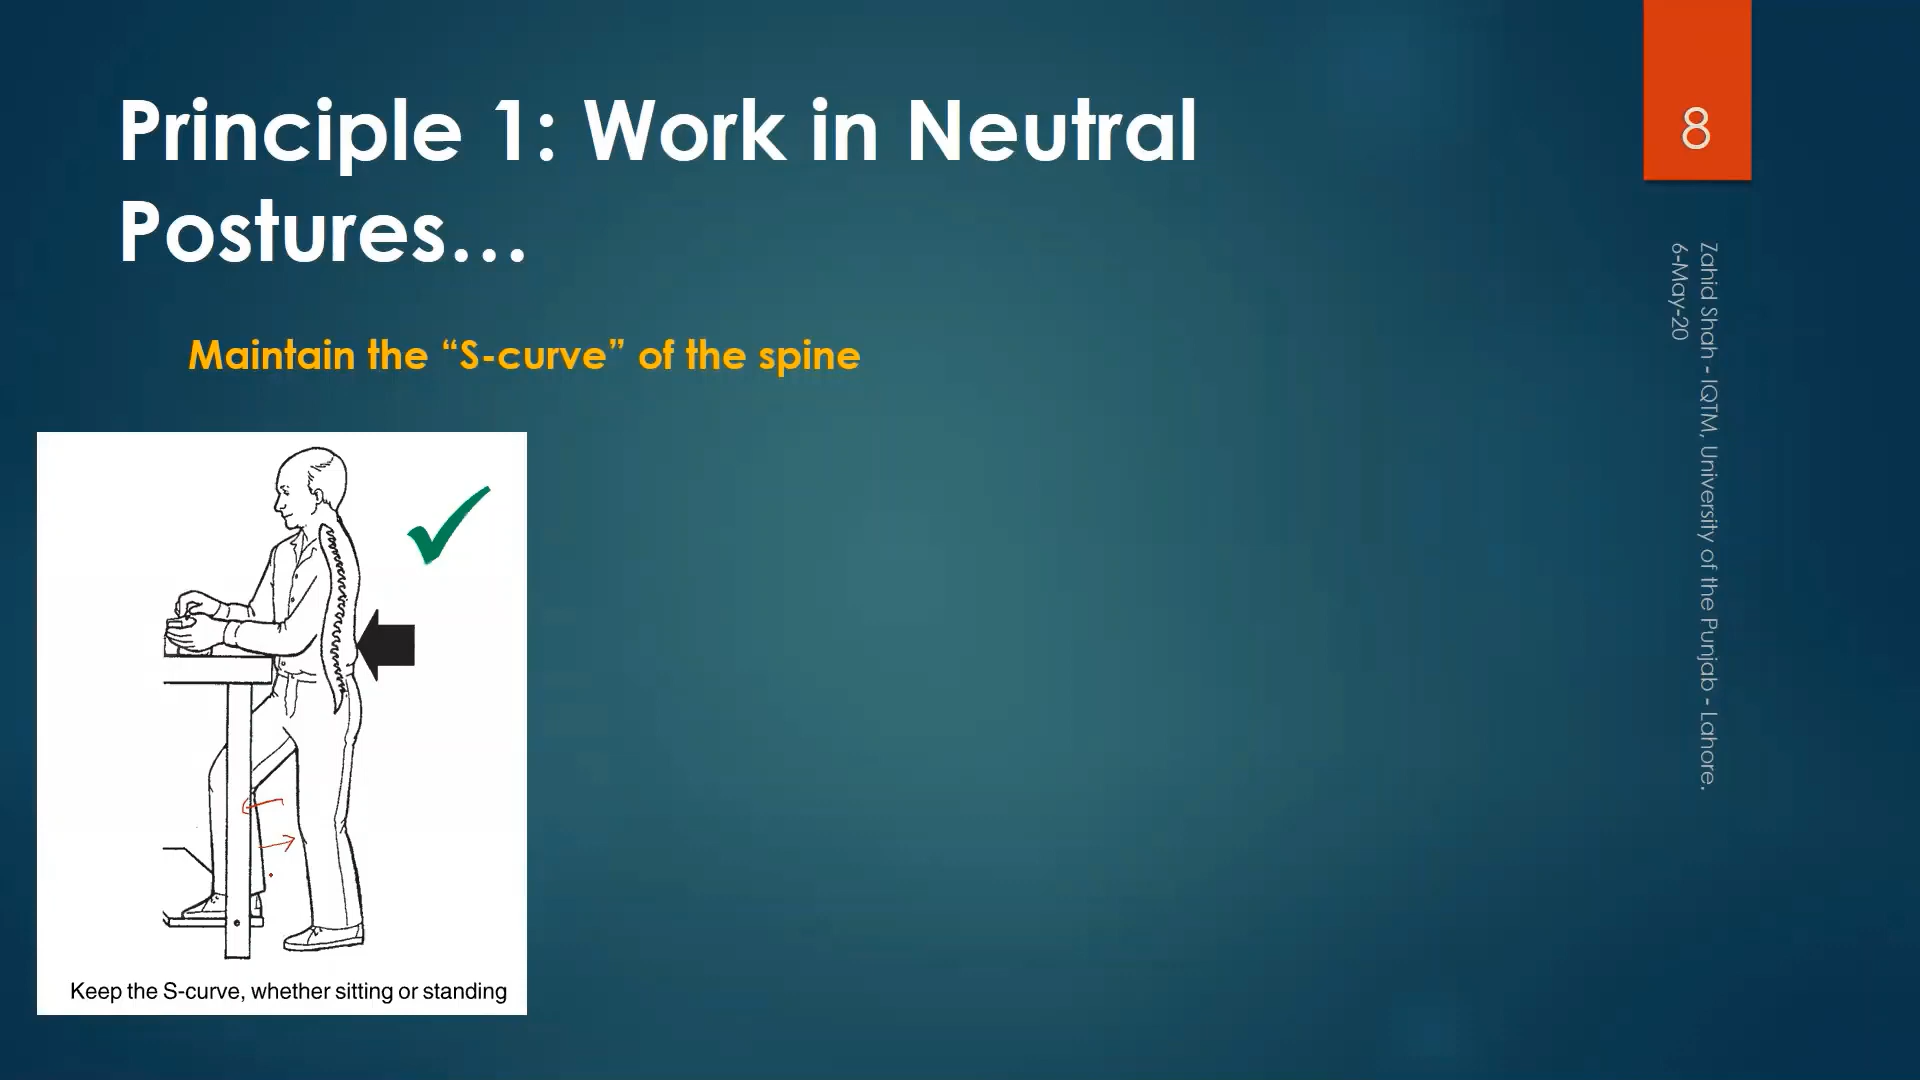 Principle 1: Work in Neutral
Postures…
8
Maintain the “S-curve” of the spine
Zahid Shah - IQTM, University of the Punjab - Lahore.
6-May-20
Keep the S-curve, whether sitting or standing